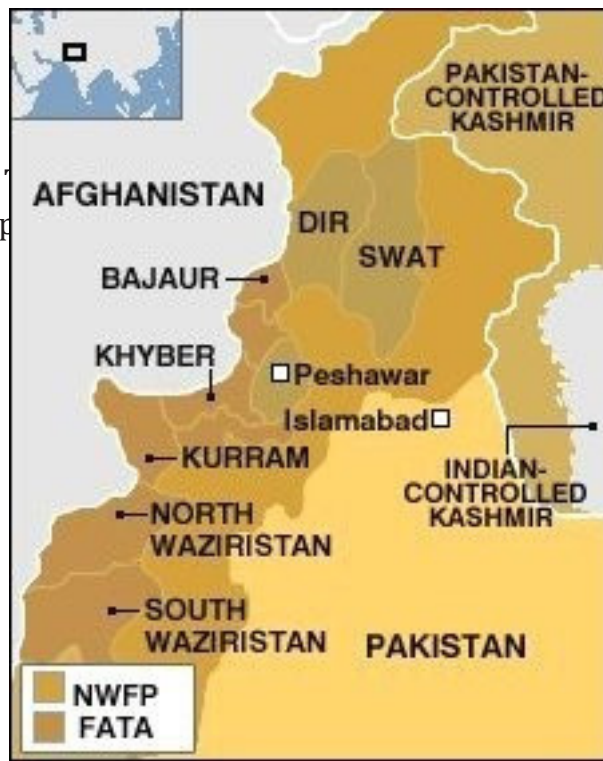 PAKISTAN-
CONTROLLED
KASHMIR
AFGHANISTAN
DIR
SWAT
BAJAUR
KHYBER
Peshawar
Islamabad
KURRAM
INDIAN-
CONTROLLED
KASHMIR
NORTH
WAZIRISTAN
SOUTH
WAZIRISTAN
PAKISTAN
NWFP
FATA